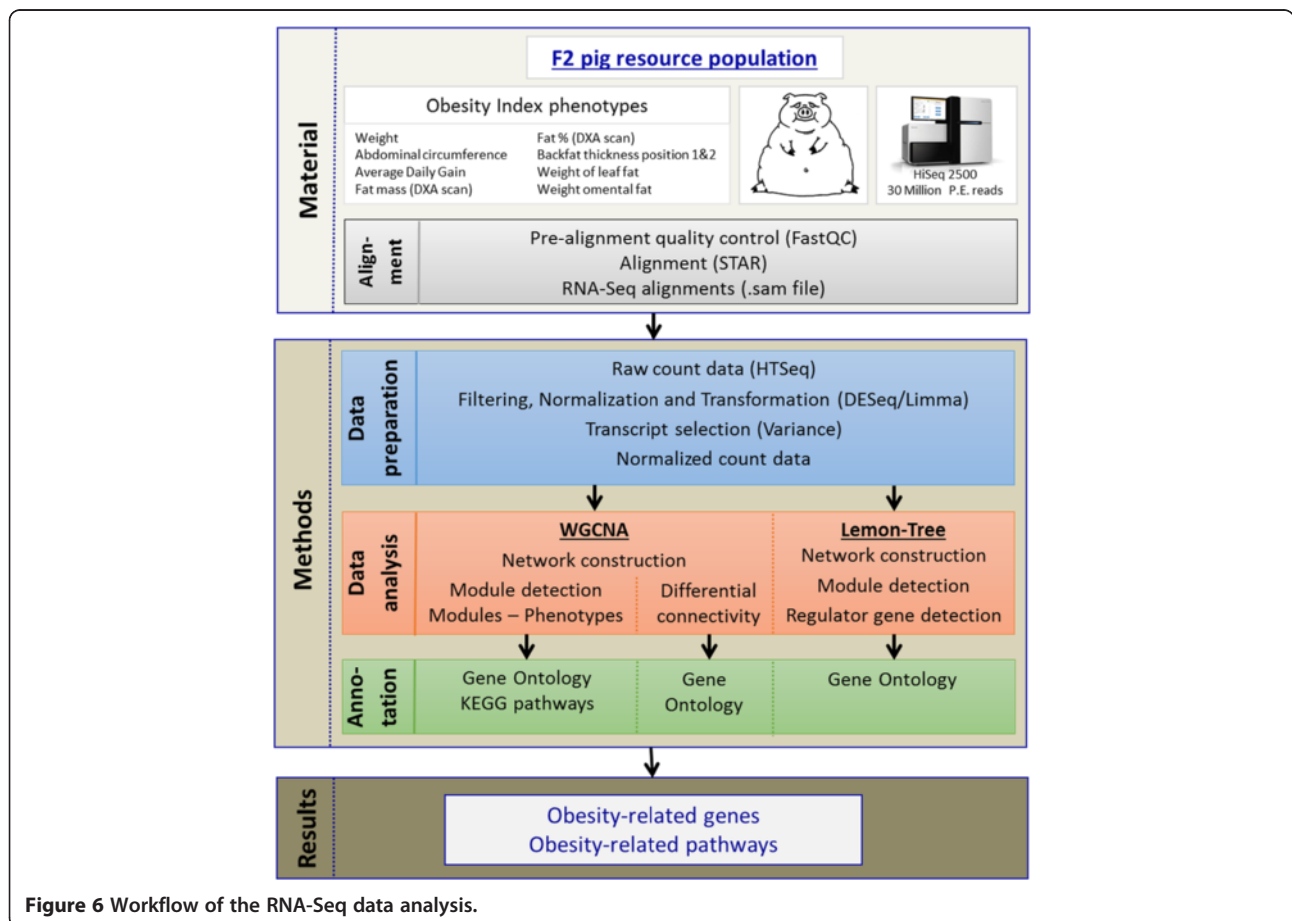 F2 pig resource population
Material
Obesity Index phenotypes
Weight
Abdominal circumference
Average Daily Gain
Fat mass (DXA scan)
Fat % (DXA scan)
Backfat thickness position 1&2
Weight of leaf fat
Weight omental fat
HiSeq 2500
30 Million P.E. reads
Align-
ment
Pre-alignment quality control (FastQC)
Alignment (STAR)
RNA-Seq alignments (.sam file)
Methods
Data
preparation
Raw count data (HTSeq)
Filtering, Normalization and Transformation (DESeq/Limma)
Transcript selection (Variance)
Normalized count data
Data
analysis
WGCNA
Network construction
Module detection
Modules – Phenotypes
Differential
connectivity
Lemon-Tree
Network construction
Module detection
Regulator gene detection
Anno-
tation
Gene Ontology
KEGG pathways
Gene
Ontology
Gene Ontology
Results
Obesity-related genes
Obesity-related pathways
Figure 6 Workflow of the RNA-Seq data analysis.